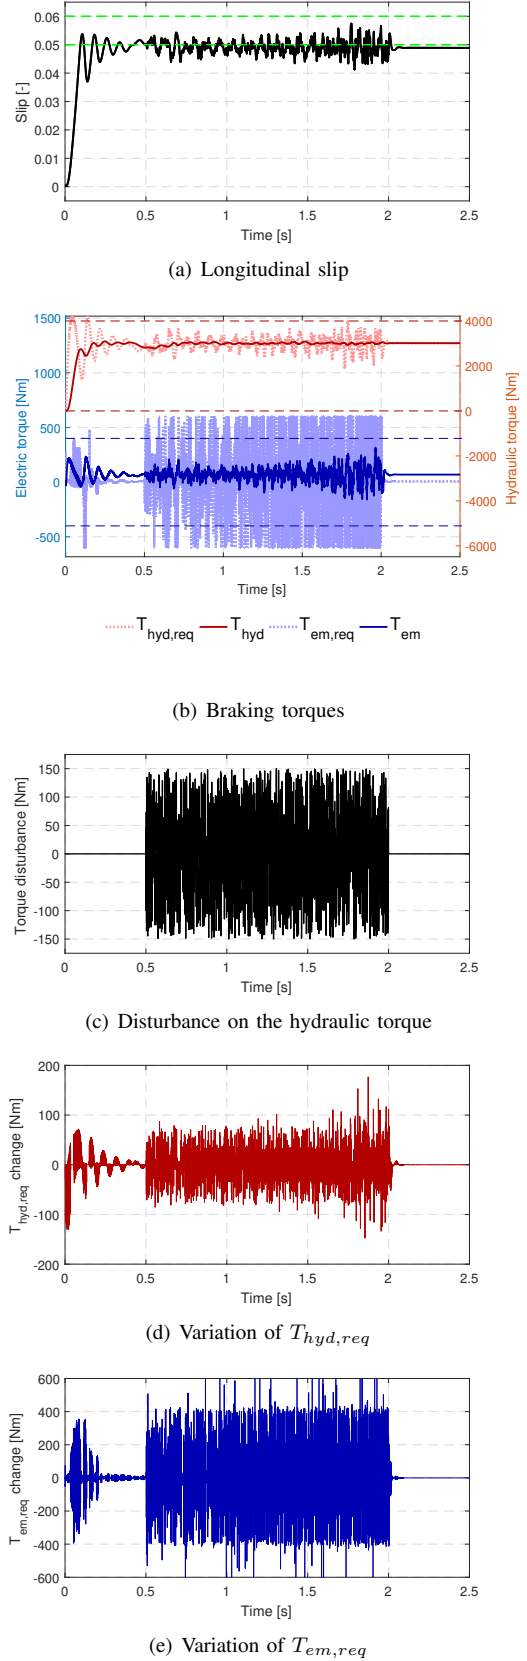 0.06
0.05
0.04
0.03
0.02
0.01
0
Slip [-]
0 0.5 1 1.5 2 2.5
Time [s]
(a) Longitudinal slip
1500
1000
500
0
-500
Electric torque [Nm]
4000
2000
0
-2000
-4000
-6000
Hydraulic torque [Nm]
0 0.5 1 1.5 2 2.5
Time [s]
T_hyd,req T_hyd T_em,req T_em
(b) Braking torques
150
100
50
0
-50
-100
-150
Torque disturbance [Nm]
0 0.5 1 1.5 2 2.5
Time [s]
(c) Disturbance on the hydraulic torque
200
100
0
-100
-200
T_hyd,req change [Nm]
0 0.5 1 1.5 2 2.5
Time [s]
(d) Variation of T_hyd,req
600
400
200
0
-200
-400
-600
T_em,req change [Nm]
0 0.5 1 1.5 2 2.5
Time [s]
(e) Variation of T_em,req